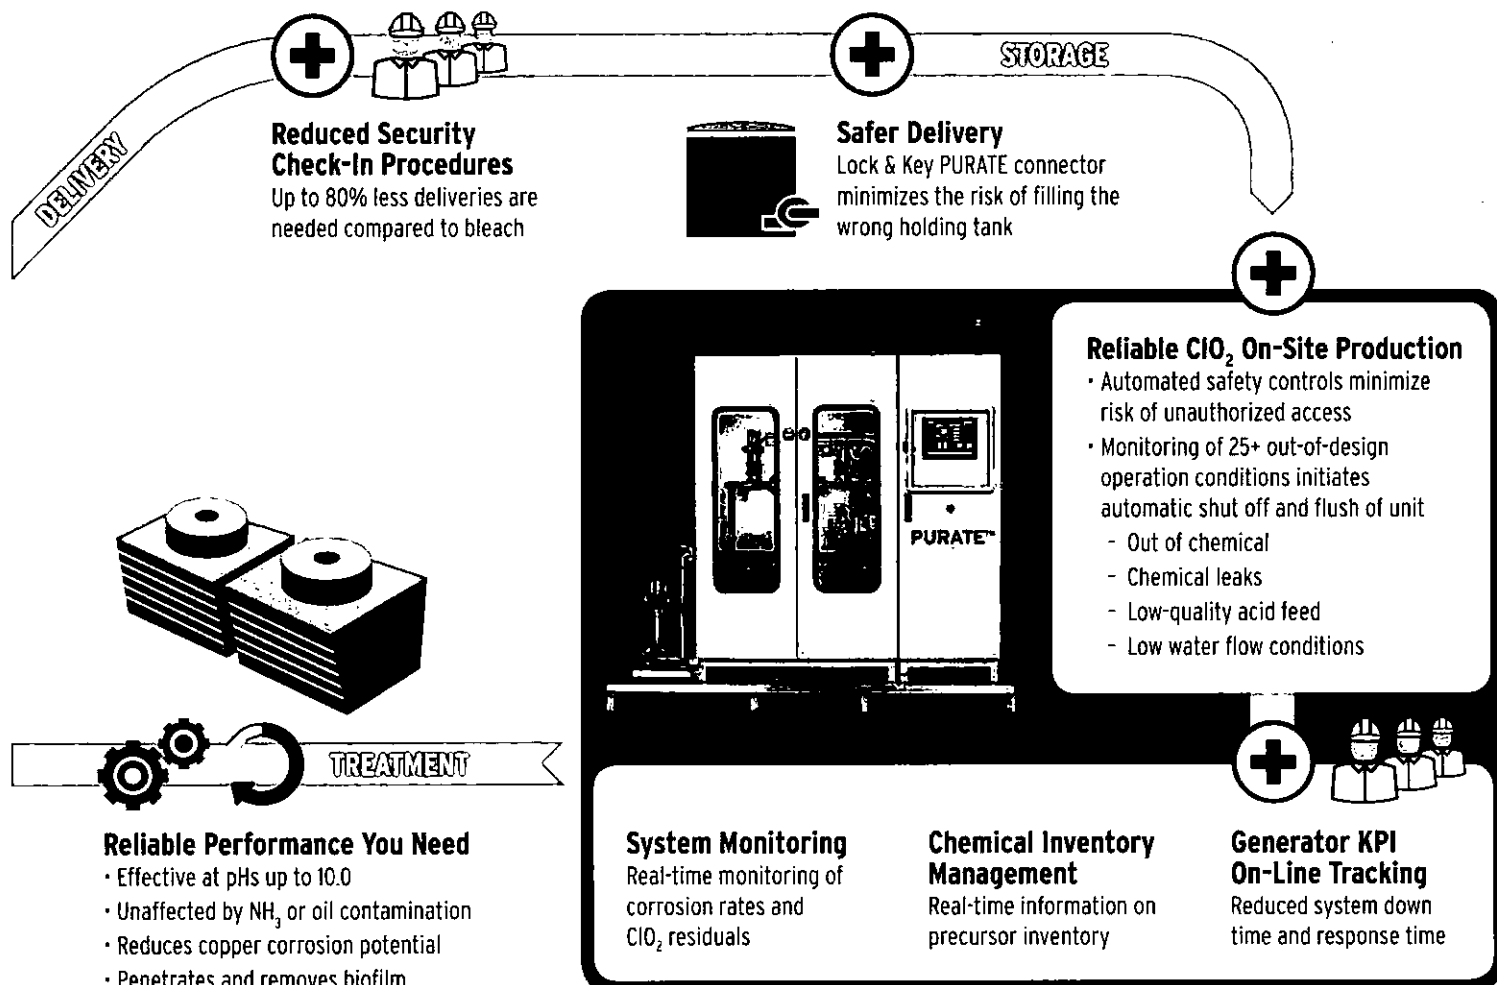 DELIVERY
STORAGE
Reduced Security
Check-In Procedures
Up to 80% less deliveries are
needed compared to bleach
Safer Delivery
Lock & Key PURATE connector
minimizes the risk of filling the
wrong holding tank
Reliable ClO₂ On-Site Production
· Automated safety controls minimize
risk of unauthorized access
· Monitoring of 25+ out-of-design
operation conditions initiates
automatic shut off and flush of unit
- Out of chemical
- Chemical leaks
- Low-quality acid feed
- Low water flow conditions
PURATE™
System Monitoring
Real-time monitoring of
corrosion rates and
ClO₂ residuals
Chemical Inventory
Management
Real-time information on
precursor inventory
Generator KPI
On-Line Tracking
Reduced system down
time and response time
TREATMENT
Reliable Performance You Need
· Effective at pHs up to 10.0
· Unaffected by NH₃ or oil contamination
· Reduces copper corrosion potential
· Penetrates and removes biofilm